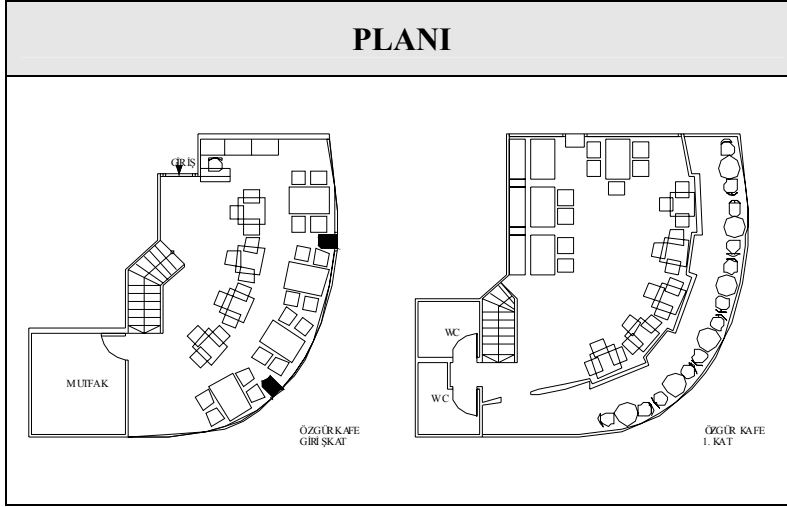 PLANI
GİRİŞ
MUTFAK
ÖZGÜR KAFE
GİRİŞ KAT
WC
WC
ÖZGÜR KAFE
1. KAT